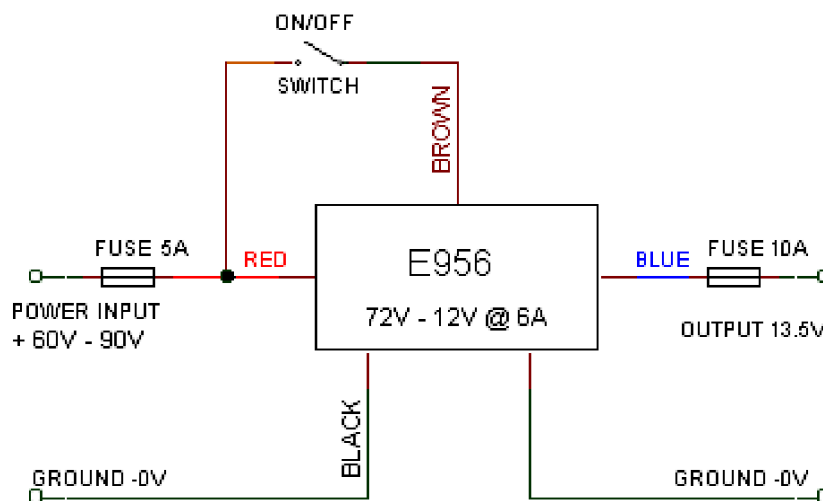 ON/OFF
SWITCH
BROWN
FUSE 5A
RED
E956
BLUE
FUSE 10A
POWER INPUT
+ 60V - 90V
72V - 12V @ 6A
OUTPUT 13.5V
BLACK
GROUND -0V
GROUND -0V